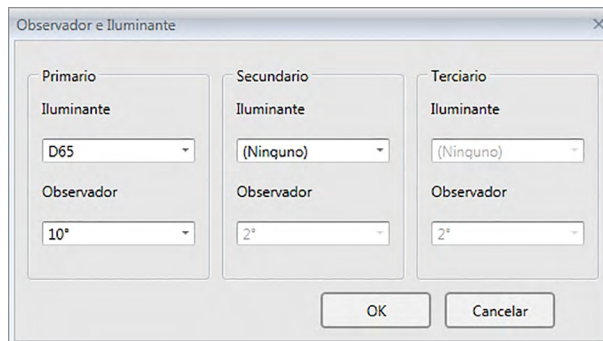 Observador e Iluminante
Primario
Secundario
Terciario
Iluminante
Iluminante
Iluminante
D65
(Ninguno)
(Ninguno)
Observador
Observador
Observador
10°
2°
2°
OK
Cancelar